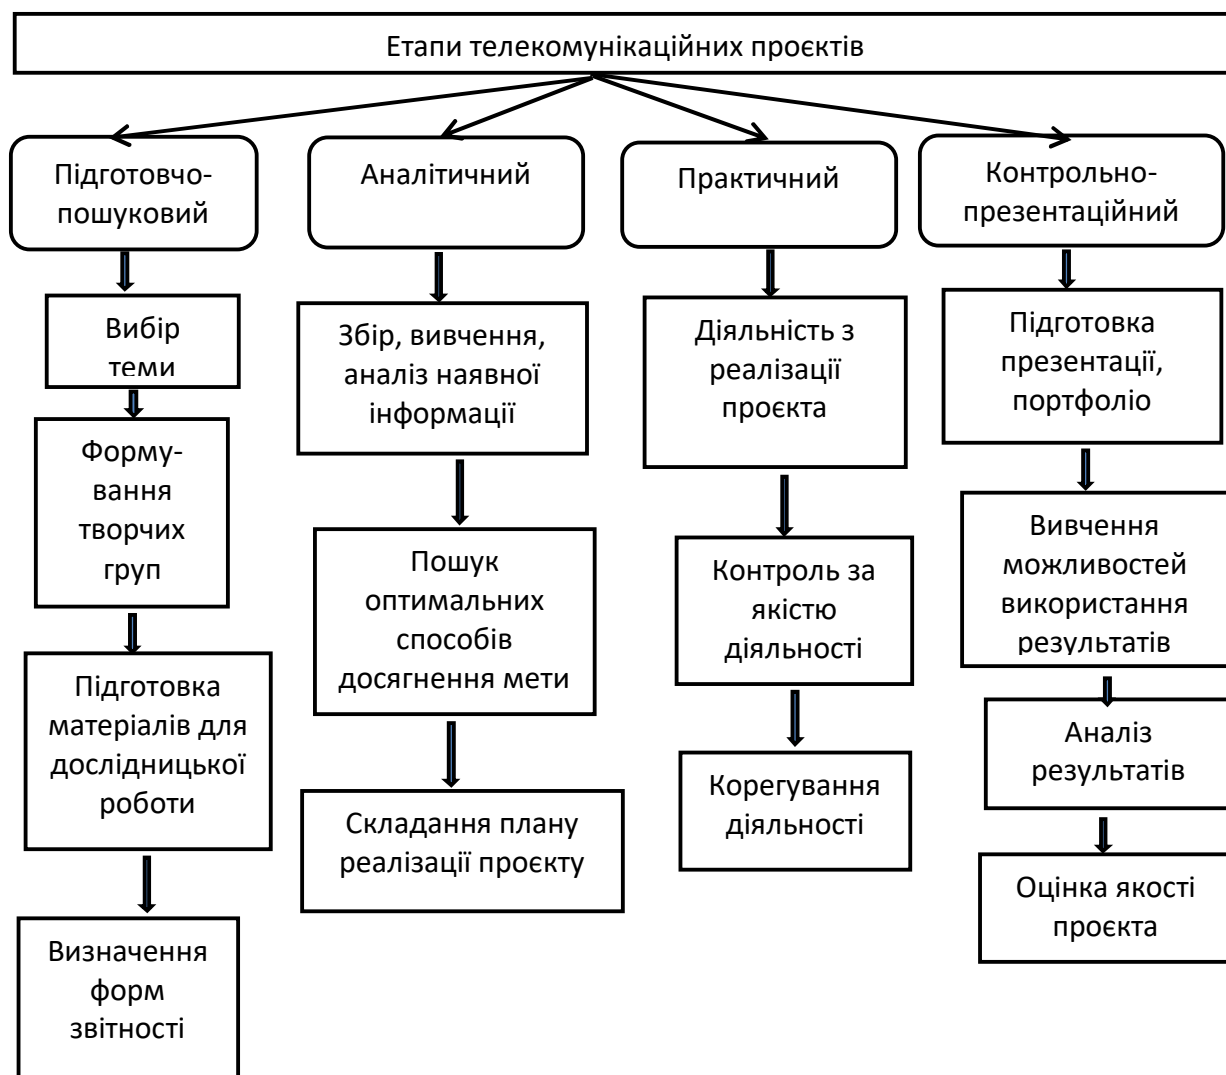 Етапи телекомунікаційних проєктів
Підготовчо-
пошуковий
Вибір
теми
Форму-
вання
творчих
груп
Підготовка
матеріалів для
дослідницької
роботи
Визначення
форм
звітності
Аналітичний
Збір, вивчення,
аналіз наявної
інформації
Пошук
оптимальних
способів
досягнення мети
Складання плану
реалізації проєкту
Практичний
Діяльність з
реалізації
проєкта
Контроль за
якістю
діяльності
Корегування
діяльності
Контрольно-
презентаційний
Підготовка
презентації,
портфоліо
Вивчення
можливостей
використання
результатів
Аналіз
результатів
Оцінка якості
проєкта